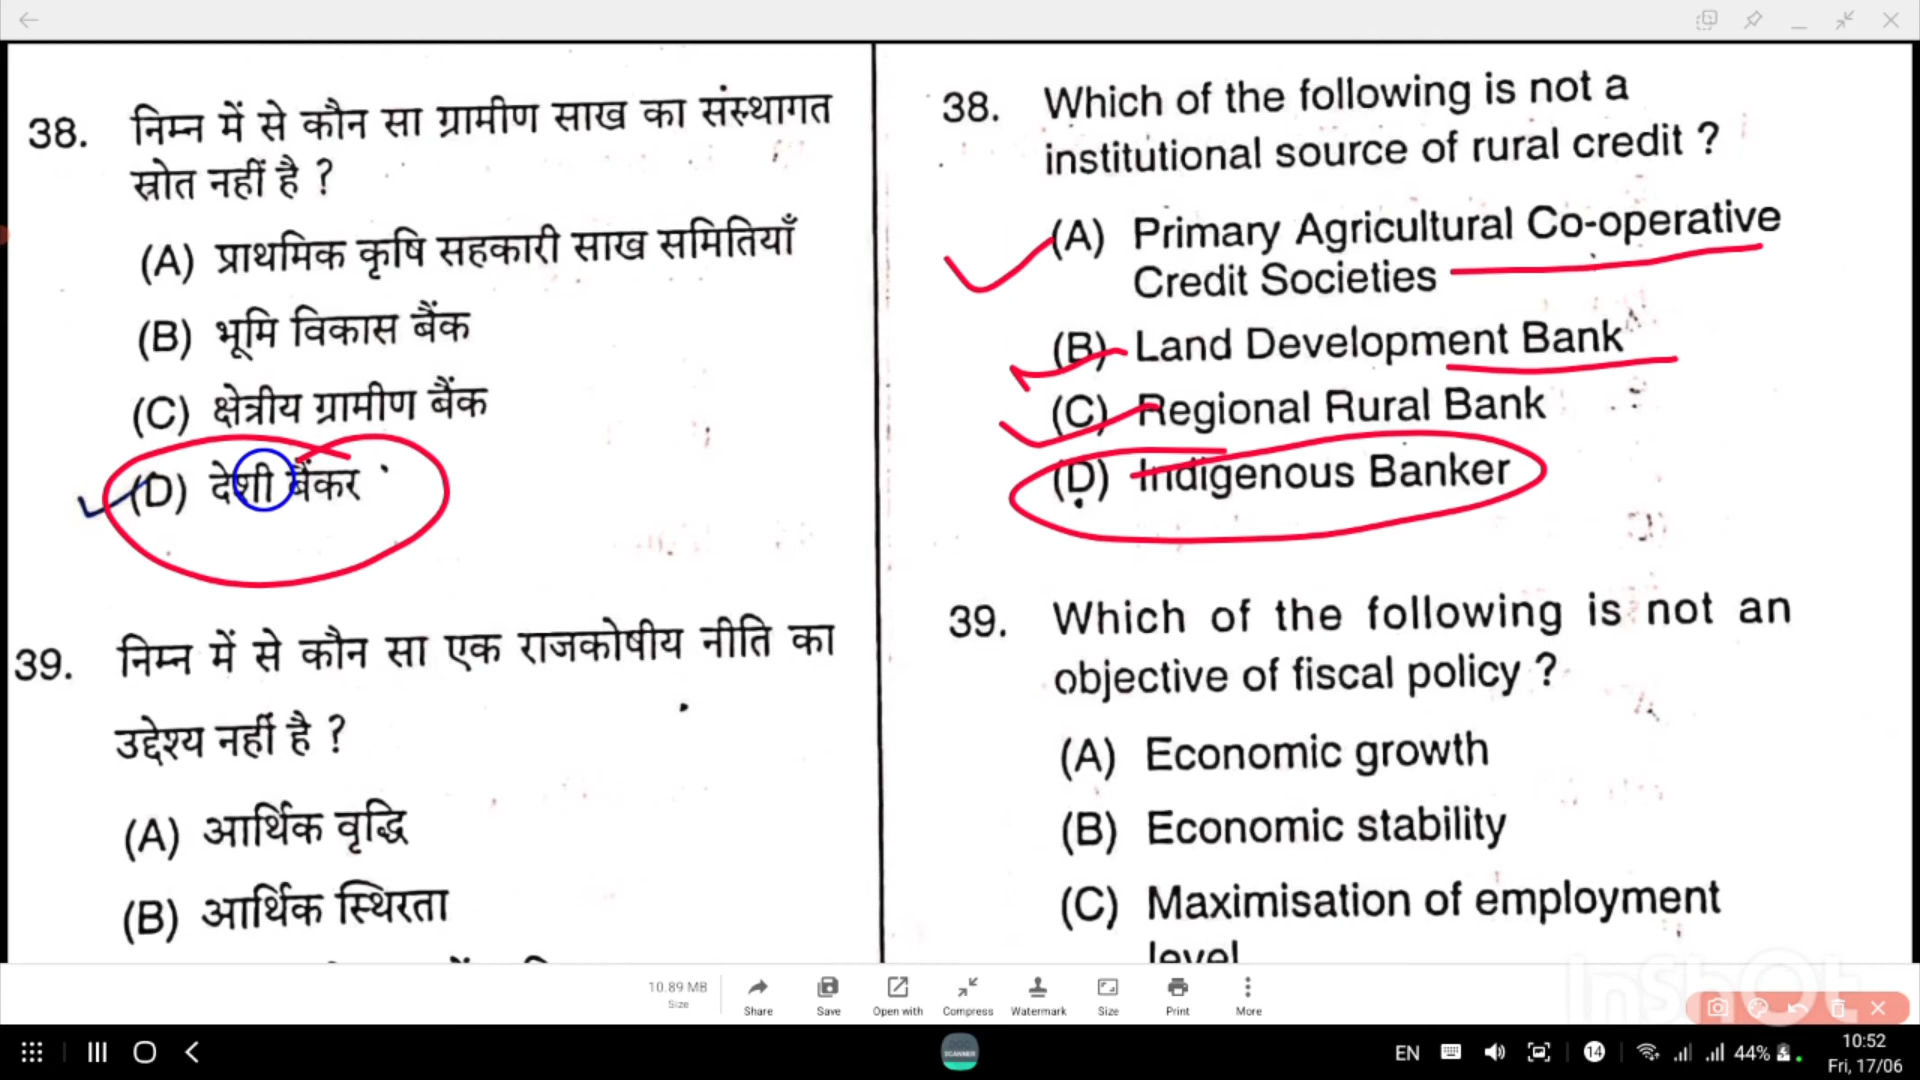 38. निम्न में से कौन सा ग्रामीण साख का संस्थागत
स्रोत नहीं है ?
(A) प्राथमिक कृषि सहकारी साख समितियाँ
(B) भूमि विकास बैंक
(C) क्षेत्रीय ग्रामीण बैंक
(D) देशी बैंकर
39. निम्न में से कौन सा एक राजकोषीय नीति का
उद्देश्य नहीं है ?
(A) आर्थिक वृद्धि
(B) आर्थिक स्थिरता
38. Which of the following is not a
institutional source of rural credit ?
(A) Primary Agricultural Co-operative
Credit Societies
(B) Land Development Bank
(C) Regional Rural Bank
(D) Indigenous Banker
39. Which of the following is not an
objective of fiscal policy ?
(A) Economic growth
(B) Economic stability
(C) Maximisation of employment
level
10.89 MB
Size
Share
Save
Open with
Compress
Watermark
Size
Print
More
InShOt
SCANNER
EN
14
44%
10:52
Fri, 17/06